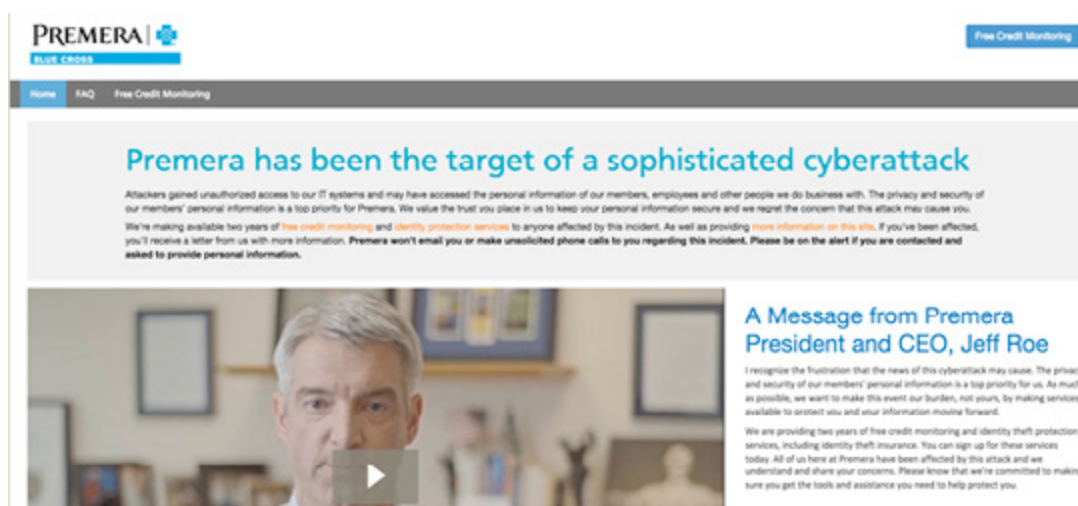 PREMERA
BLUE CROSS
Free Credit Monitoring
Home FAQ Free Credit Monitoring
Premera has been the target of a sophisticated cyberattack
Attackers gained unauthorized access to our IT systems and may have accessed the personal information of our members, employees and other people we do business with. The privacy and security of
our members' personal information is a top priority for Premera. We value the trust you place in us to keep your personal information secure and we regret the concern that this attack may cause you.
We're making available two years of free credit monitoring and identity protection services to anyone affected by this incident. As well as providing more information on this site. If you've been affected,
you'll receive a letter from us with more information. Premera won't email you or make unsolicited phone calls to you regarding this incident. Please be on the alert if you are contacted and
asked to provide personal information.
A Message from Premera
President and CEO, Jeff Roe
I recognize the frustration that the news of this cyberattack may cause. The privac
and security of our members' personal information is a top priority for us. As much
as possible, we want to make this event our burden, not yours, by making services
available to protect you and your information moving forward.
We are providing two years of free credit monitoring and identity theft protection
services, including identity theft insurance. You can sign up for these services
today. All of us here at Premera have been affected by this attack and we
understand and share your concerns. Please know that we're committed to making
sure you get the tools and assistance you need to help protect you.